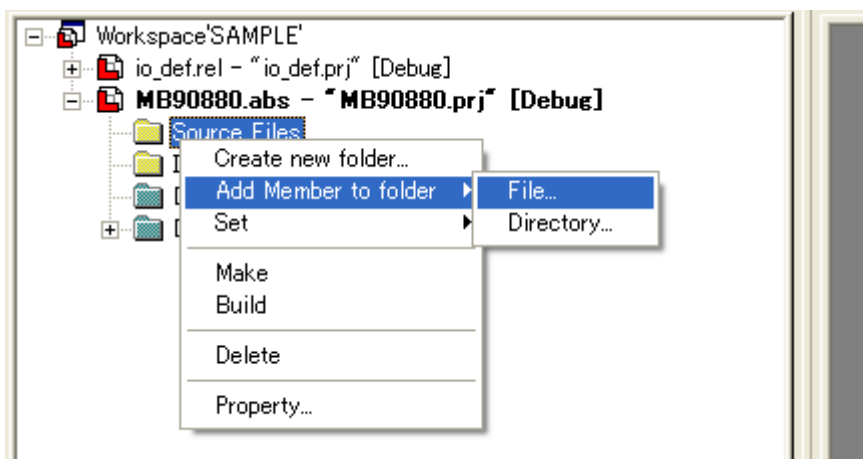 Workspace'SAMPLE'
io_def.rel - "io_def.prj" [Debug]
MB90880.abs - "MB90880.prj" [Debug]
Source Files
Create new folder...
Add Member to folder
File...
Set
Directory...
Make
Build
Delete
Property...